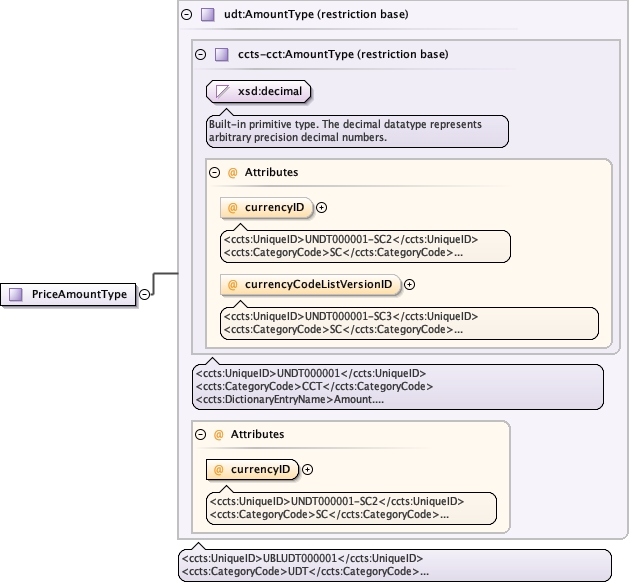 udt:AmountType (restriction base)
ccts-cct:AmountType (restriction base)
xsd:decimal
Built-in primitive type. The decimal datatype represents
arbitrary precision decimal numbers.
@ Attributes
@ currencyID
<ccts:UniqueID>UNDT000001-SC2</ccts:UniqueID>
<ccts:CategoryCode>SC</ccts:CategoryCode>...
@ currencyCodeListVersionID
<ccts:UniqueID>UNDT000001-SC3</ccts:UniqueID>
<ccts:CategoryCode>SC</ccts:CategoryCode>...
PriceAmountType
<ccts:UniqueID>UNDT000001</ccts:UniqueID>
<ccts:CategoryCode>CCT</ccts:CategoryCode>
<ccts:DictionaryEntryName>Amount....
@ Attributes
@ currencyID
<ccts:UniqueID>UNDT000001-SC2</ccts:UniqueID>
<ccts:CategoryCode>SC</ccts:CategoryCode>...
<ccts:UniqueID>UBLUDT000001</ccts:UniqueID>
<ccts:CategoryCode>UDT</ccts:CategoryCode>...